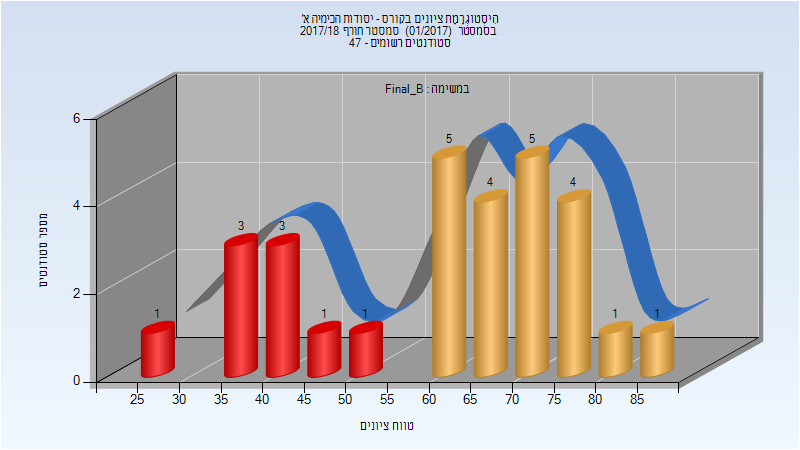 היסטוגרמת ציונים בקורס - יסודות הכימיה א'
בסמסטר (01/2017) סמסטר חורף 2017/18
סטודנטים רשומים - 47
במשימה : Final_B
מספר סטודנטים
6
4
2
0
1
3
3
1
1
5
4
5
4
1
1
25 30 35 40 45 50 55 60 65 70 75 80 85
טווח ציונים